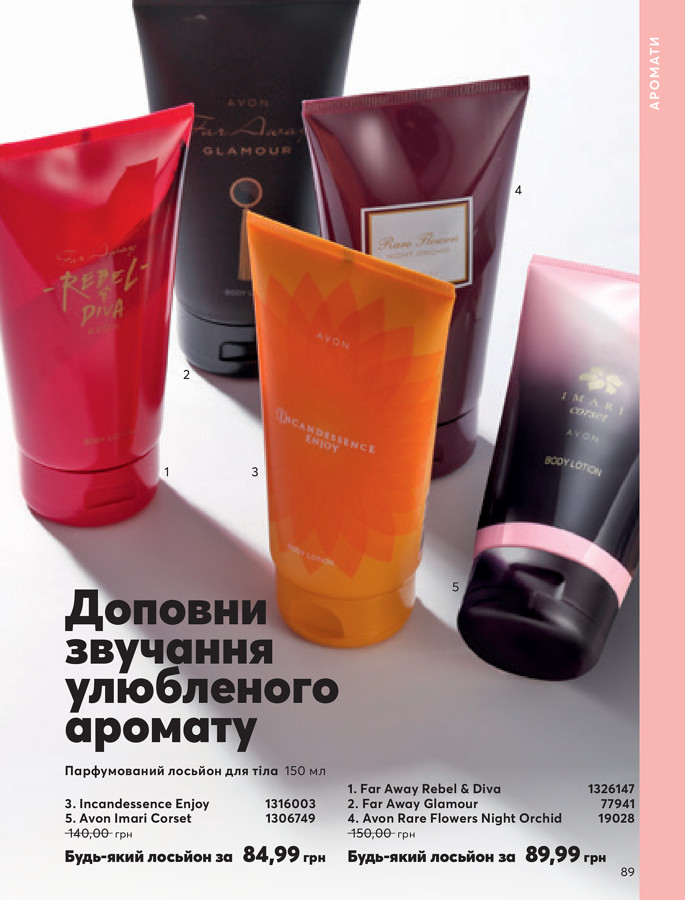 АРОМАТИ
AVON
Far Away
GLAMOUR
BODY
4
Rare Flowers
NIGHT ORCHID
Far Away
-REBEL-
&
DIVA
AVON
BODY LOTION
2
1
AVON
INCANDESSENCE
ENJOY
BODY LOTION
3
IMARI
corset
AVON
BODY LOTION
5
Доповни
звучання
улюбленого
аромату
Парфумований лосьйон для тіла 150 мл
3. Incandessence Enjoy 1316003
5. Avon Imari Corset 1306749
140,00 грн
Будь-який лосьйон за 84,99 грн
1. Far Away Rebel & Diva 1326147
2. Far Away Glamour 77941
4. Avon Rare Flowers Night Orchid 19028
150,00 грн
Будь-який лосьйон за 89,99 грн
89